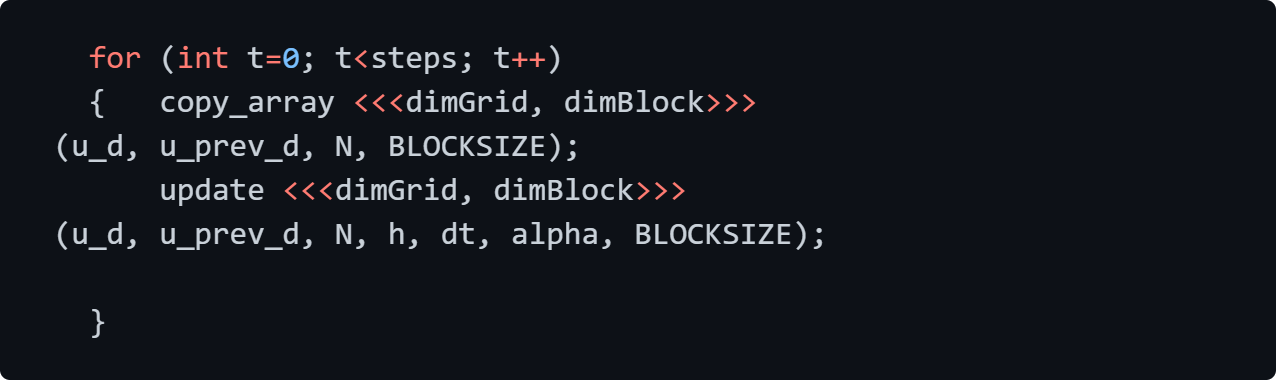 for (int t=0; t<steps; t++)
{   copy_array <<<dimGrid, dimBlock>>>
(u_d, u_prev_d, N, BLOCKSIZE);
update <<<dimGrid, dimBlock>>>
(u_d, u_prev_d, N, h, dt, alpha, BLOCKSIZE);
}